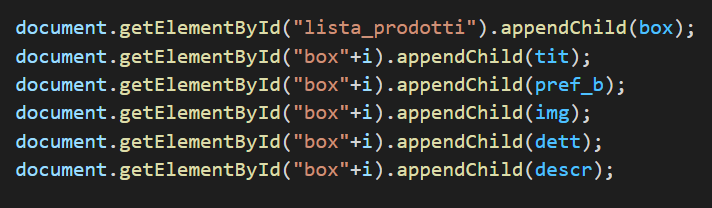 document.getElementById("lista_prodotti").appendChild(box);
document.getElementById("box"+i).appendChild(tit);
document.getElementById("box"+i).appendChild(pref_b);
document.getElementById("box"+i).appendChild(img);
document.getElementById("box"+i).appendChild(dett);
document.getElementById("box"+i).appendChild(descr);